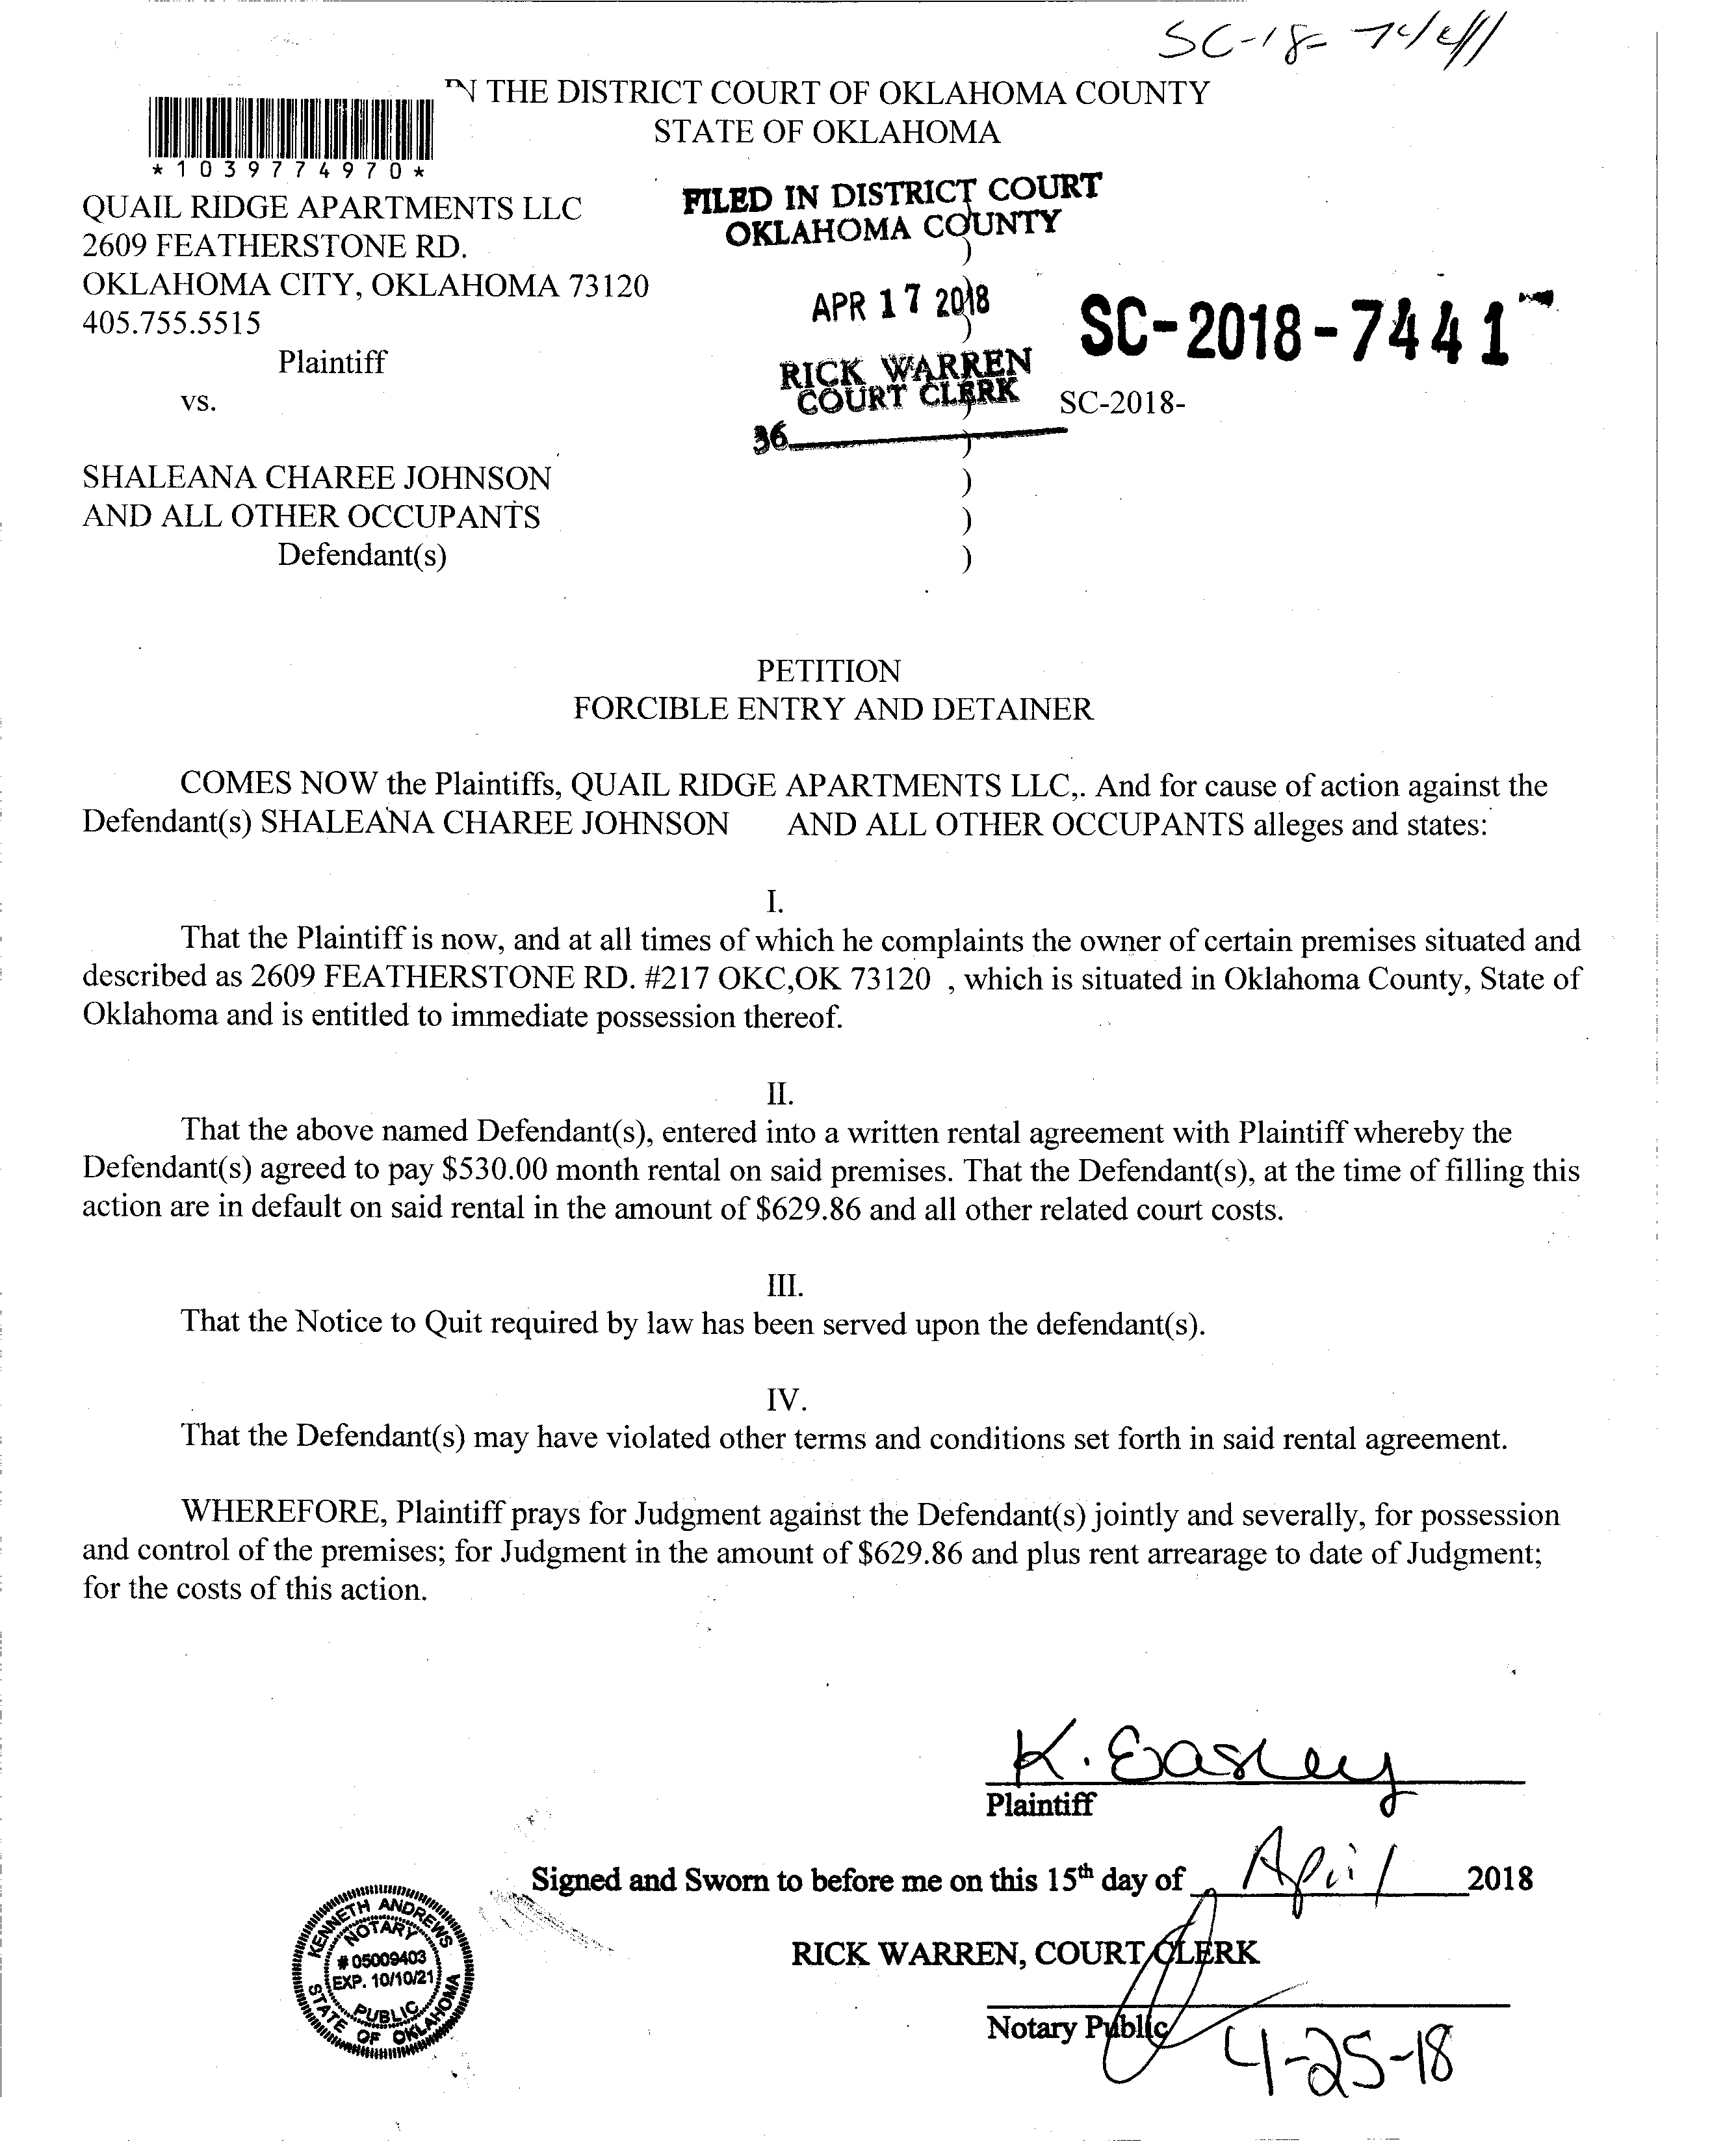 SC-18-7441
IN THE DISTRICT COURT OF OKLAHOMA COUNTY
STATE OF OKLAHOMA
*1039774970*
QUAIL RIDGE APARTMENTS LLC
2609 FEATHERSTONE RD.
OKLAHOMA CITY, OKLAHOMA 73120
405.755.5515
Plaintiff
vs.
FILED IN DISTRICT COURT
OKLAHOMA COUNTY
)
APR 17 2018
)
RICK WARREN
COURT CLERK
)
36
)
SC-2018-7441
SC-2018-
SHALEANA CHAREE JOHNSON )
AND ALL OTHER OCCUPANTS )
Defendant(s) )
PETITION
FORCIBLE ENTRY AND DETAINER
COMES NOW the Plaintiffs, QUAIL RIDGE APARTMENTS LLC,. And for cause of action against the
Defendant(s) SHALEANA CHAREE JOHNSON AND ALL OTHER OCCUPANTS alleges and states:
I.
That the Plaintiff is now, and at all times of which he complaints the owner of certain premises situated and
described as 2609 FEATHERSTONE RD. #217 OKC,OK 73120 , which is situated in Oklahoma County, State of
Oklahoma and is entitled to immediate possession thereof.
II.
That the above named Defendant(s), entered into a written rental agreement with Plaintiff whereby the
Defendant(s) agreed to pay $530.00 month rental on said premises. That the Defendant(s), at the time of filling this
action are in default on said rental in the amount of $629.86 and all other related court costs.
III.
That the Notice to Quit required by law has been served upon the defendant(s).
IV.
That the Defendant(s) may have violated other terms and conditions set forth in said rental agreement.
WHEREFORE, Plaintiff prays for Judgment against the Defendant(s) jointly and severally, for possession
and control of the premises; for Judgment in the amount of $629.86 and plus rent arrearage to date of Judgment;
for the costs of this action.
K. Easley
Plaintiff
Signed and Sworn to before me on this 15th day of April 2018
RICK WARREN, COURT CLERK
Notary Public
4-25-18
KENNETH ANDREWS
NOTARY
# 05009403
EXP. 10/10/21
PUBLIC
STATE OF OKLAHOMA